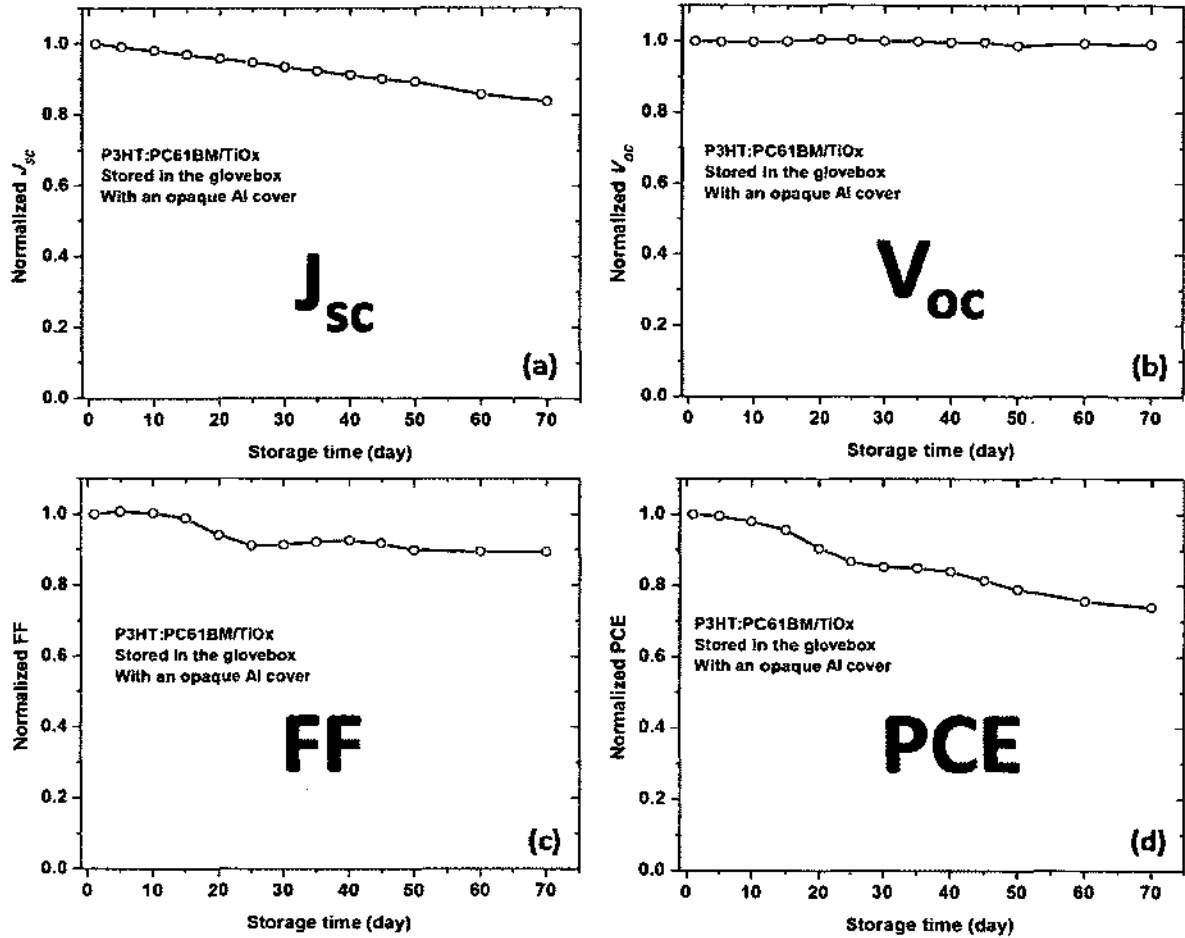 1.0
0.8
0.6
0.4
0.2
0.0
Normalized Jsc
P3HT:PC61BM/TiOx
Stored in the glovebox
With an opaque Al cover
Jsc
(a)
0 10 20 30 40 50 60 70
Storage time (day)
1.0
0.8
0.6
0.4
0.2
0.0
Normalized Voc
P3HT:PC61BM/TiOx
Stored in the glovebox
With an opaque Al cover
Voc
(b)
0 10 20 30 40 50 60 70
Storage time (day)
1.0
0.8
0.6
0.4
0.2
0.0
Normalized FF
P3HT:PC61BM/TiOx
Stored in the glovebox
With an opaque Al cover
FF
(c)
0 10 20 30 40 50 60 70
Storage time (day)
1.0
0.8
0.6
0.4
0.2
0.0
Normalized PCE
P3HT:PC61BM/TiOx
Stored in the glovebox
With an opaque Al cover
PCE
(d)
0 10 20 30 40 50 60 70
Storage time (day)